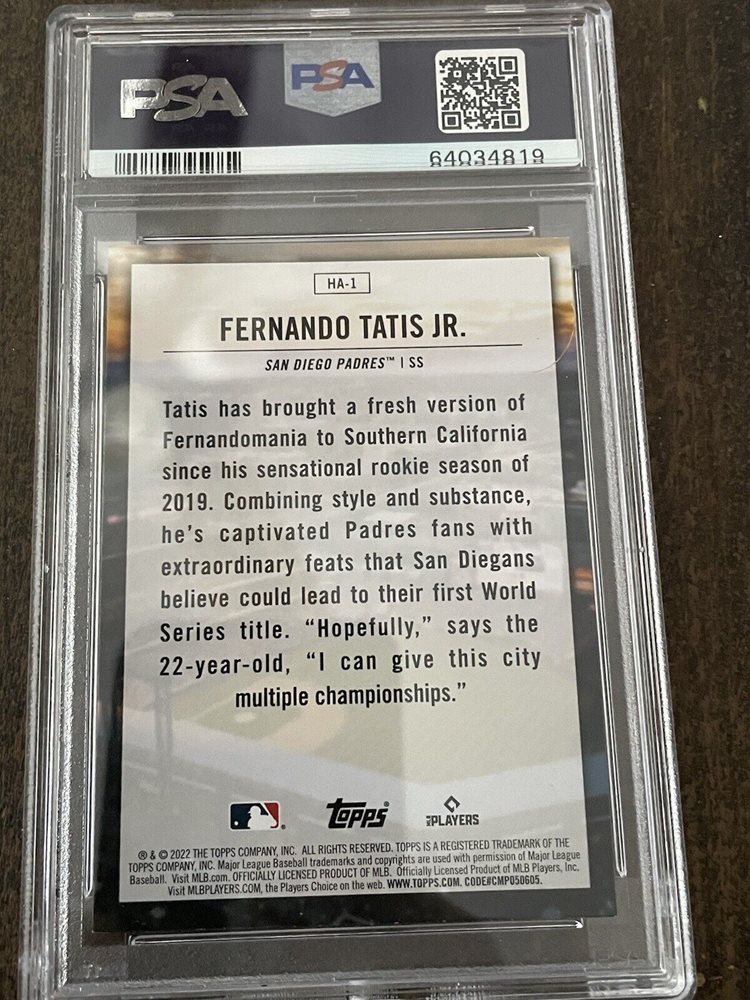 PSA
PSA
64034819
HA-1
FERNANDO TATIS JR.
SAN DIEGO PADRES™ | SS
Tatis has brought a fresh version of
Fernandomania to Southern California
since his sensational rookie season of
2019. Combining style and substance,
he's captivated Padres fans with
extraordinary feats that San Diegans
believe could lead to their first World
Series title. “Hopefully,” says the
22-year-old, “I can give this city
multiple championships.”
topps®
MLB PLAYERS
® & © 2022 THE TOPPS COMPANY, INC. ALL RIGHTS RESERVED. TOPPS IS A REGISTERED TRADEMARK OF THE
TOPPS COMPANY, INC. Major League Baseball trademarks and copyrights are used with permission of Major League
Baseball. Visit MLB.com. OFFICIALLY LICENSED PRODUCT OF MLB. Officially Licensed Product of MLB Players, Inc.
Visit MLBPLAYERS.COM, the Players Choice on the web. WWW.TOPPS.COM. CODE#CMP050605.